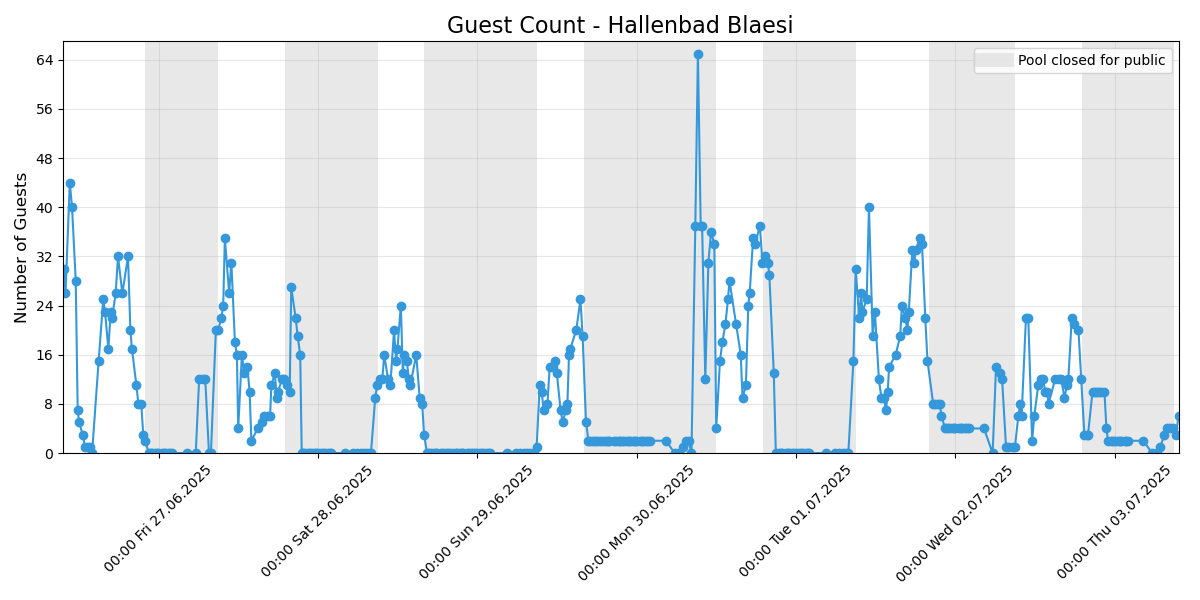 Guest Count - Hallenbad Blaesi
Pool closed for public
Number of Guests
64
56
48
40
32
24
16
8
0
00:00 Fri 27.06.2025
00:00 Sat 28.06.2025
00:00 Sun 29.06.2025
00:00 Mon 30.06.2025
00:00 Tue 01.07.2025
00:00 Wed 02.07.2025
00:00 Thu 03.07.2025